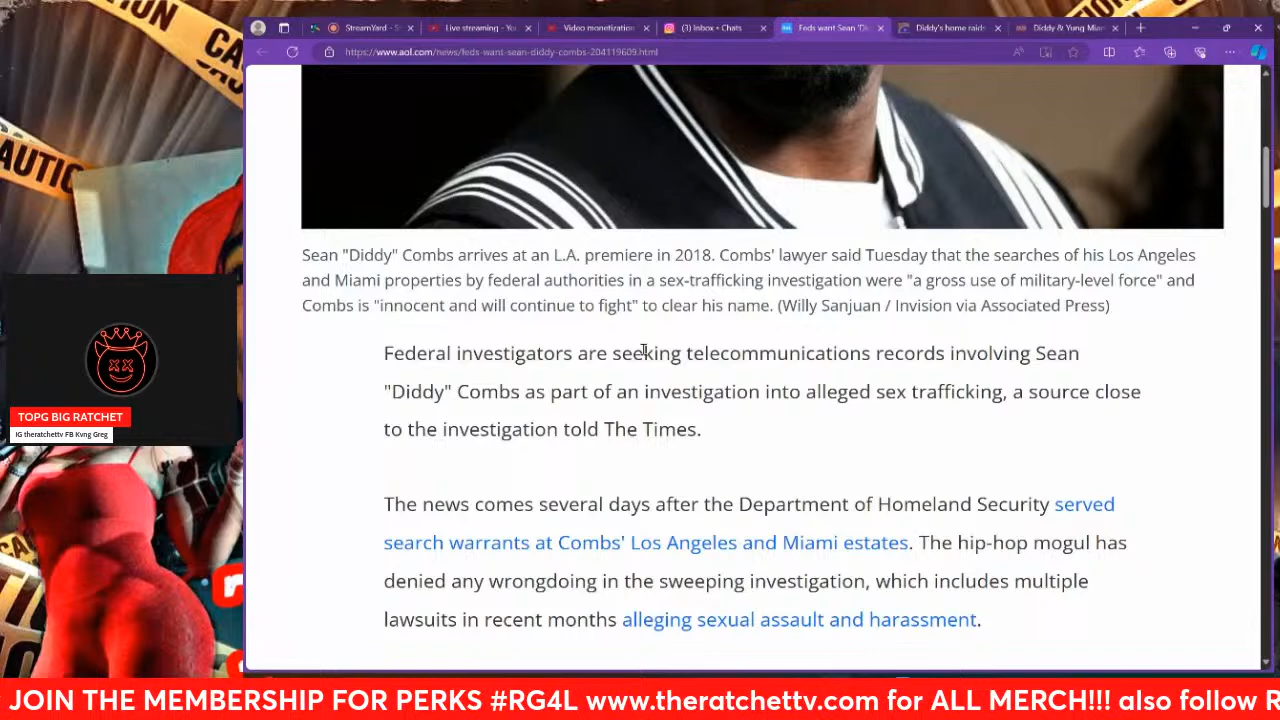 StreamYard - S
Live streaming - Yo
Video monetization
(3) Inbox • Chats
Feds want Sean 'Di
Diddy's home raids
Diddy & Yung Mia
https://www.aol.com/news/feds-want-sean-diddy-combs-204119609.html
CAU
AUTIC
CAUTION
Sean "Diddy" Combs arrives at an L.A. premiere in 2018. Combs' lawyer said Tuesday that the searches of his Los Angeles
and Miami properties by federal authorities in a sex-trafficking investigation were "a gross use of military-level force" and
Combs is "innocent and will continue to fight" to clear his name. (Willy Sanjuan / Invision via Associated Press)
Federal investigators are seeking telecommunications records involving Sean
"Diddy" Combs as part of an investigation into alleged sex trafficking, a source close
to the investigation told The Times.
TOPG BIG RATCHET
IG theratchettv FB Kvng Greg
The news comes several days after the Department of Homeland Security served
search warrants at Combs' Los Angeles and Miami estates. The hip-hop mogul has
denied any wrongdoing in the sweeping investigation, which includes multiple
lawsuits in recent months alleging sexual assault and harassment.
JOIN THE MEMBERSHIP FOR PERKS #RG4L www.theratchettv.com for ALL MERCH!!! also follow R